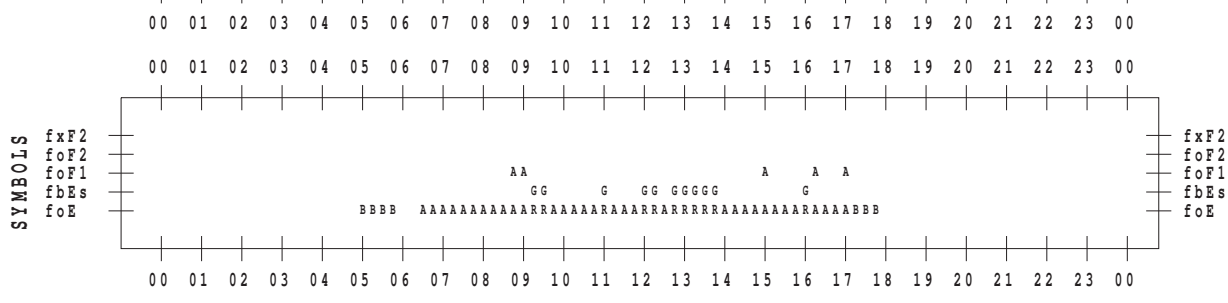 00 01 02 03 04 05 06 07 08 09 10 11 12 13 14 15 16 17 18 19 20 21 22 23 00
00 01 02 03 04 05 06 07 08 09 10 11 12 13 14 15 16 17 18 19 20 21 22 23 00
SYMBOLS
fxF2 fxF2
foF2 foF2
foF1 AA A A A foF1
fbEs GG G GG GGGGG G fbEs
foE BBBB AAAAAAAAAAARRAAAAARAAARRARRRRRAAAAAAAARAAAABBB foE
00 01 02 03 04 05 06 07 08 09 10 11 12 13 14 15 16 17 18 19 20 21 22 23 00